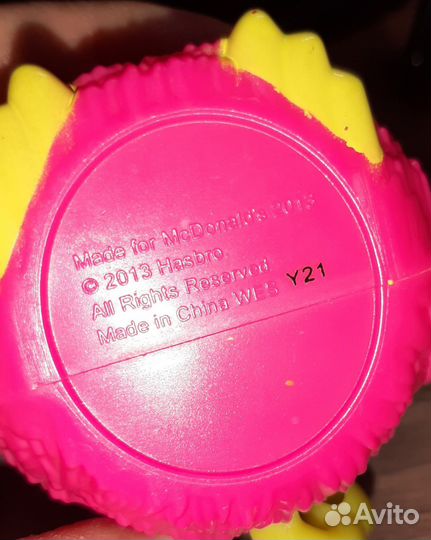 Made for McDonald's 2013
© 2013 Hasbro.
All Rights Reserved.
Made in China WES Y21
Avito